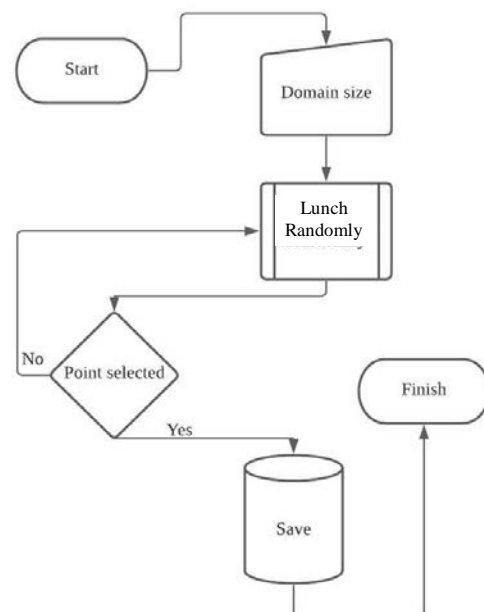 Start
Domain size
Lunch
Randomly
No
Point selected
Finish
Yes
Save